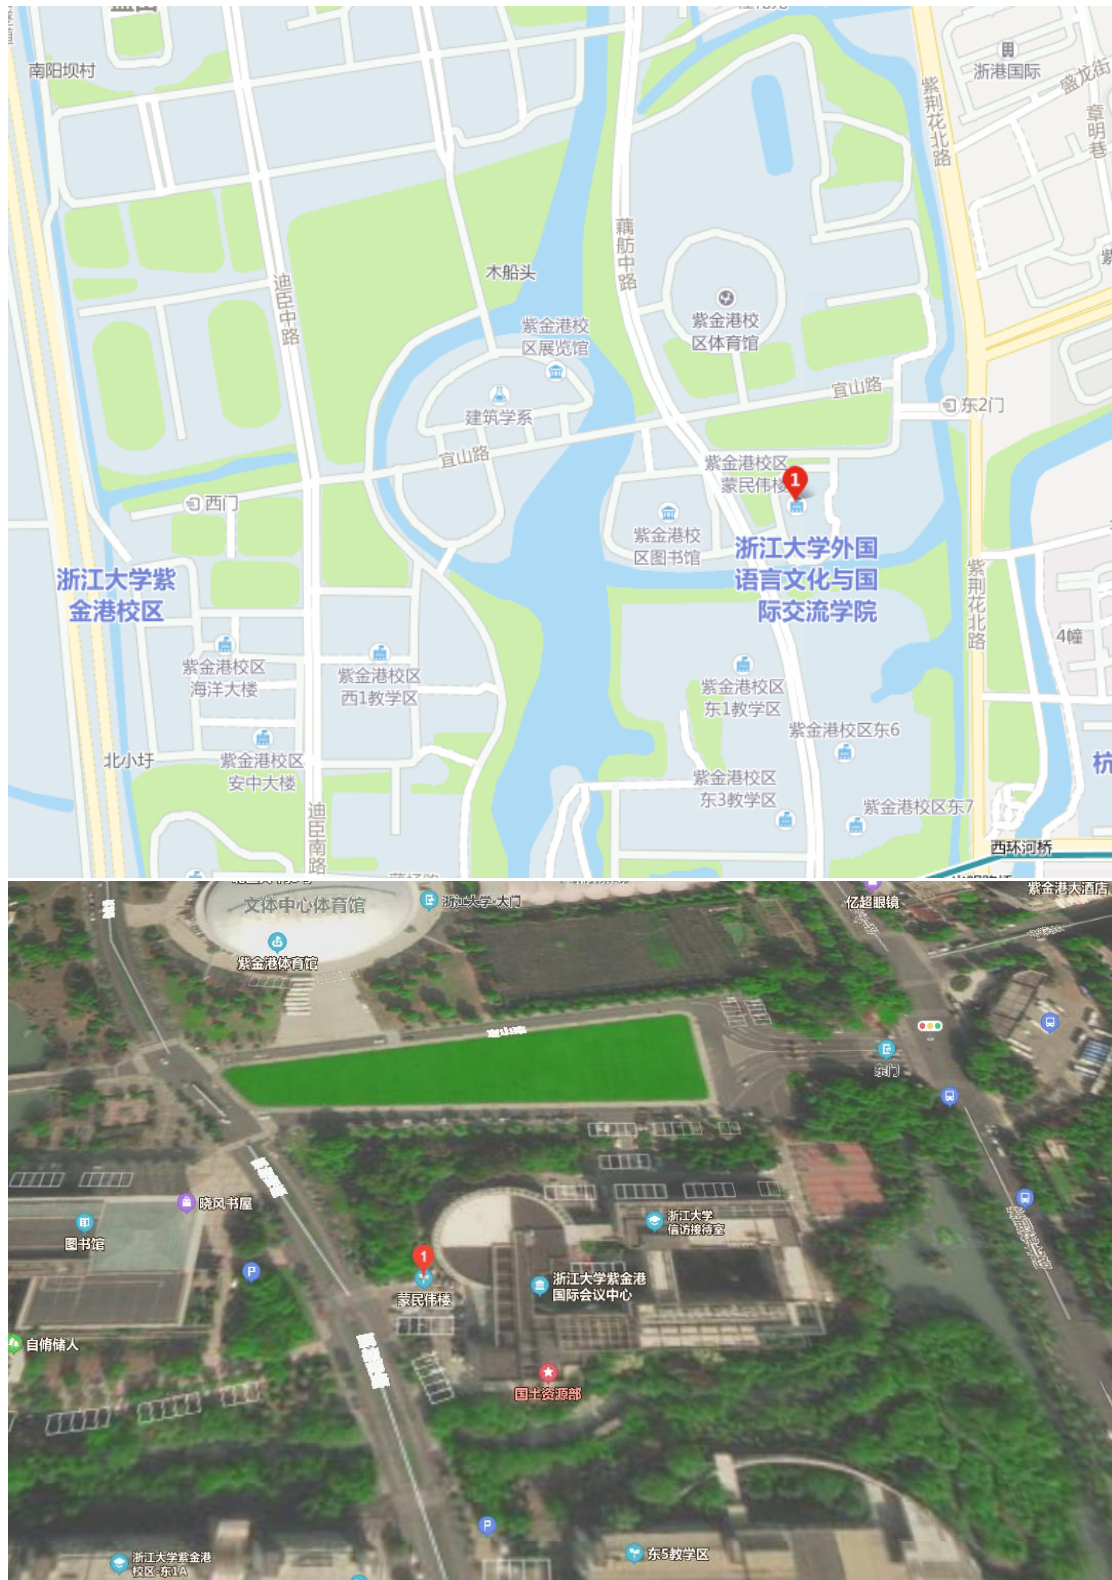 南阳坝村
浙港国际
盛龙街
章明巷
紫荆花北路
藕舫中路
木船头
迪臣中路
紫金港校
区展览馆
紫金港校
区体育馆
建筑学系
宜山路
宜山路
东2门
西门
紫金港校区
蒙民伟楼
1
紫金港校
区图书馆
浙江大学外国
语言文化与国
际交流学院
浙江大学紫
金港校区
紫荆花北路
4幢
紫金港校区
海洋大楼
紫金港校区
西1教学区
紫金港校区
东1教学区
紫金港校区东6
北小圩
紫金港校区
安中大楼
紫金港校区
东3教学区
紫金港校区东7
杭
迪臣南路
西环河桥
文体中心体育馆
浙江大学-大门
亿超眼镜
紫金港大酒店
紫金港体育馆
东门
晓风书屋
图书馆
浙江大学
信访接待室
1
蒙民伟楼
浙江大学紫金港
国际会议中心
P
自脩储人
国土资源部
P
浙江大学紫金港
校区-东1A
东5教学区